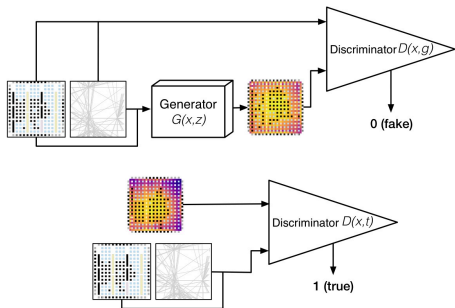 Discriminator D(x,g)
Generator
G(x,z)
0 (fake)
Discriminator D(x,t)
1 (true)